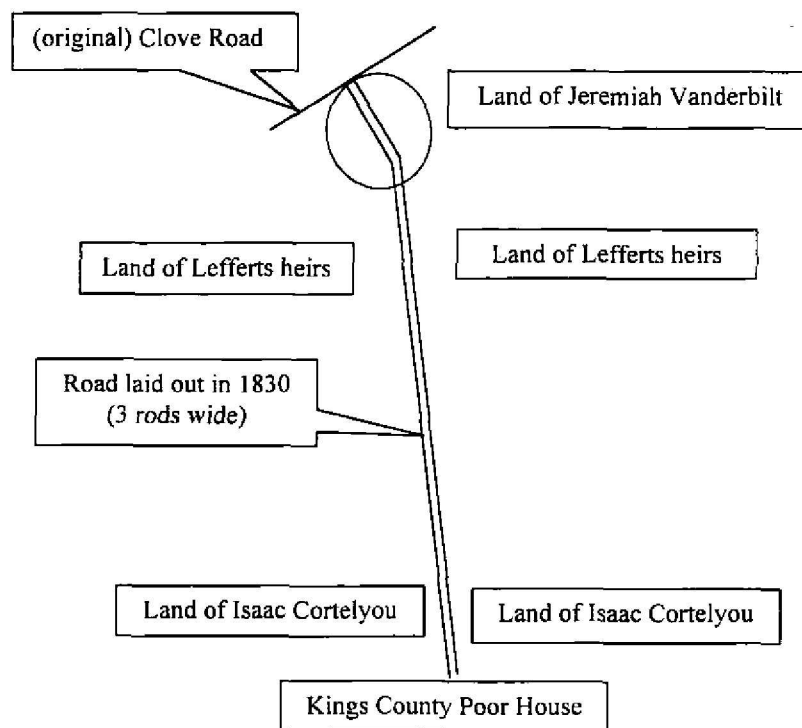 (original) Clove Road
Land of Jeremiah Vanderbilt
Land of Lefferts heirs
Land of Lefferts heirs
Road laid out in 1830
(3 rods wide)
Land of Isaac Cortelyou
Land of Isaac Cortelyou
Kings County Poor House